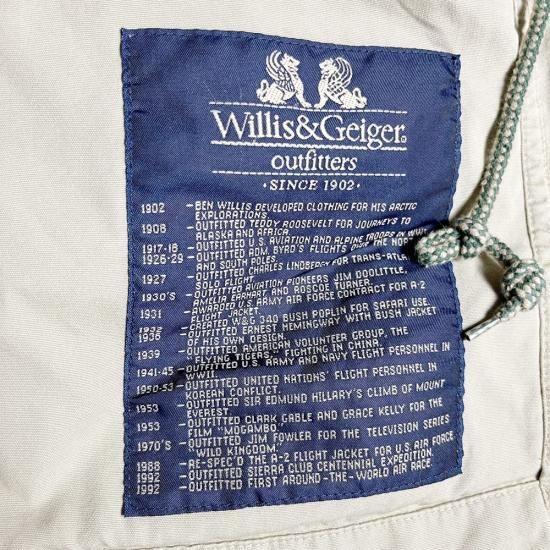 Willis&Geiger®
outfitters
• SINCE 1902 •
1902 – BEN WILLIS DEVELOPED CLOTHING FOR HIS ARCTIC
EXPLORATIONS.
1908 – OUTFITTED TEDDY ROOSEVELT FOR JOURNEYS TO
ALASKA AND AFRICA.
1917-18 – OUTFITTED U.S. AVIATION AND ALPINE TROOPS IN WWI.
1926-29 – OUTFITTED ADM. BYRD'S FLIGHTS OVER THE NORTH
AND SOUTH POLES.
1927 – OUTFITTED CHARLES LINDBERGH FOR TRANS-ATLANTIC
SOLO FLIGHT.
1930'S – OUTFITTED AVIATION PIONEERS JIM DOOLITTLE,
AMELIA EARHART AND ROSCOE TURNER.
1931 – AWARDED U.S. ARMY AIR FORCE CONTRACT FOR A-2
FLIGHT JACKET.
1932 – CREATED W&G 340 BUSH POPLIN FOR SAFARI USE.
1936 – OUTFITTED ERNEST HEMINGWAY WITH BUSH JACKET
OF HIS OWN DESIGN.
1939 – OUTFITTED AMERICAN VOLUNTEER GROUP, THE
"FLYING TIGERS," FIGHTING IN CHINA.
1941-45 – OUTFITTED U.S. ARMY AND NAVY FLIGHT PERSONNEL IN
WWII.
1950-53 – OUTFITTED UNITED NATIONS' FLIGHT PERSONNEL IN
KOREAN CONFLICT.
1953 – OUTFITTED SIR EDMUND HILLARY'S CLIMB OF MOUNT
EVEREST.
1953 – OUTFITTED CLARK GABLE AND GRACE KELLY FOR THE
FILM "MOGAMBO."
1970'S – OUTFITTED JIM FOWLER FOR THE TELEVISION SERIES
"WILD KINGDOM."
1988 – RE-SPEC'D THE A-2 FLIGHT JACKET FOR U.S. AIR FORCE.
1992 – OUTFITTED SIERRA CLUB CENTENNIAL EXPEDITION.
1992 – OUTFITTED FIRST AROUND-THE-WORLD AIR RACE.